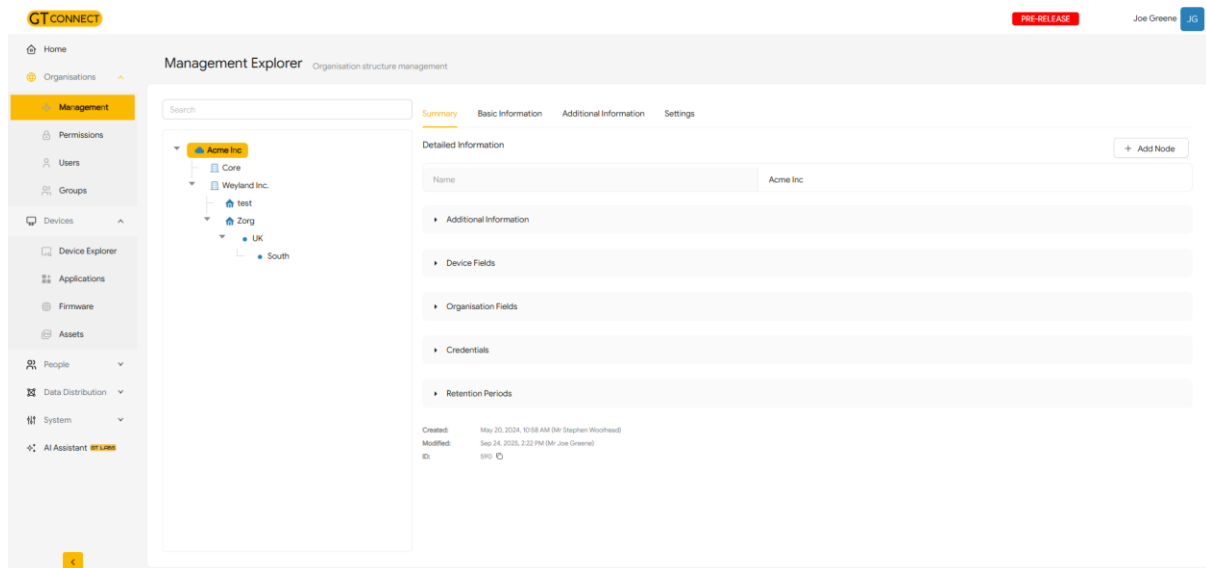 GT CONNECT
PRE-RELEASE
Joe Greene
JG
Home
Organisations
Management
Permissions
Users
Groups
Devices
Device Explorer
Applications
Firmware
Assets
People
Data Distribution
System
AI Assistant GT LABS
Management Explorer Organisation structure management
Search
Acme Inc
Core
Weyland Inc.
test
Zorg
UK
South
Summary Basic Information Additional Information Settings
Detailed Information
+ Add Node
Name Acme Inc
Additional Information
Device Fields
Organisation Fields
Credentials
Retention Periods
Created: May 20, 2024, 10:58 AM (Mr Stephen Woolhead)
Modified: Sep 24, 2025, 2:22 PM (Mr Joe Greene)
ID: